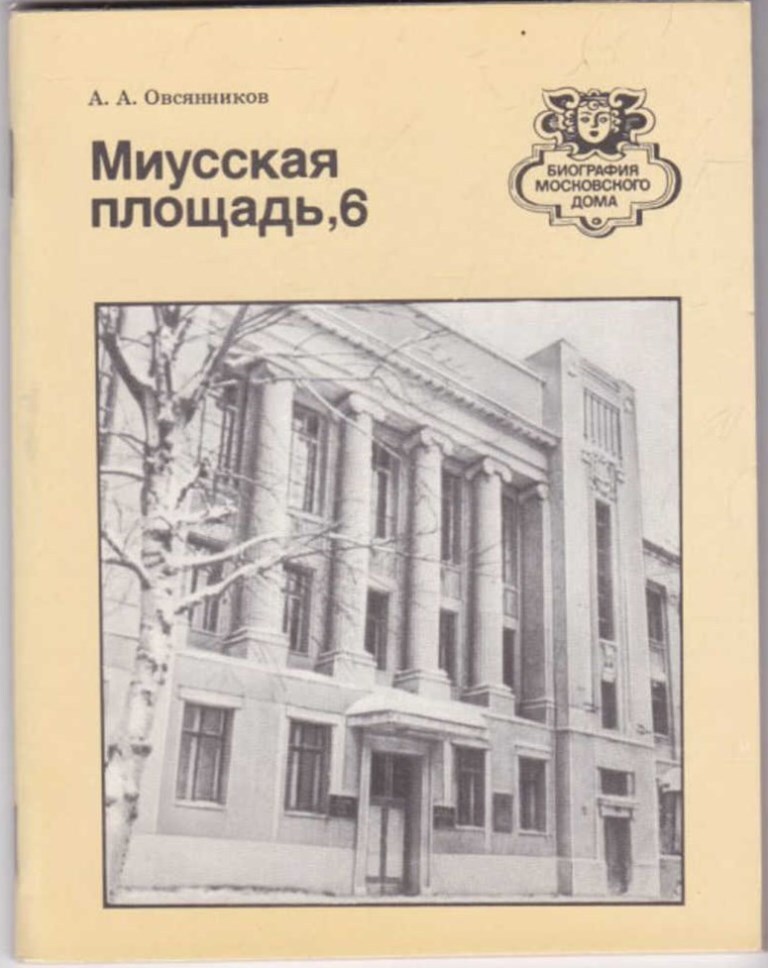 А. А. Овсянников
Миусская
площадь,6
БИОГРАФИЯ
МОСКОВСКОГО
ДОМА